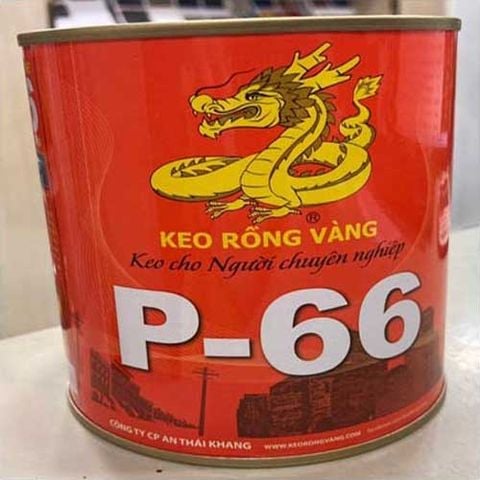 ®
KEO RỒNG VÀNG
Keo cho Người chuyên nghiệp
P-66
CÔNG TY CP AN THÁI KHANG
WWW.KEORONGVANG.COM